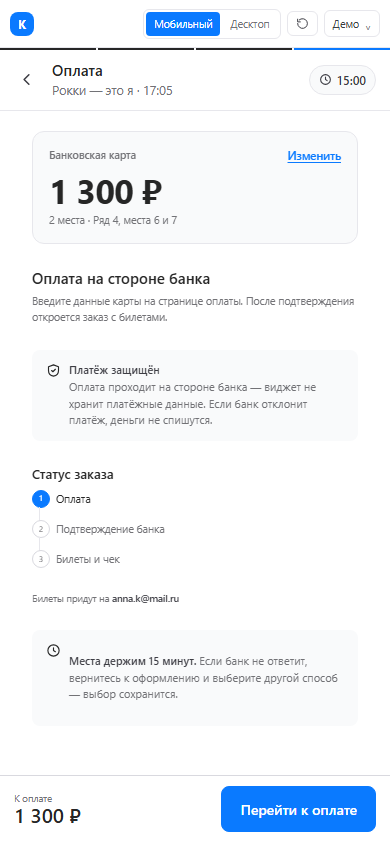 K
Мобильный Десктоп Демо
Оплата
Рокки — это я · 17:05
15:00
Банковская карта
Изменить
1 300 ₽
2 места · Ряд 4, места 6 и 7
Оплата на стороне банка
Введите данные карты на странице оплаты. После подтверждения
откроется заказ с билетами.
Платёж защищён
Оплата проходит на стороне банка — виджет не
хранит платёжные данные. Если банк отклонит
платёж, деньги не спишутся.
Статус заказа
1 Оплата
2 Подтверждение банка
3 Билеты и чек
Билеты придут на anna.k@mail.ru
Места держим 15 минут. Если банк не ответит,
вернитесь к оформлению и выберите другой способ
— выбор сохранится.
К оплате
1 300 ₽
Перейти к оплате